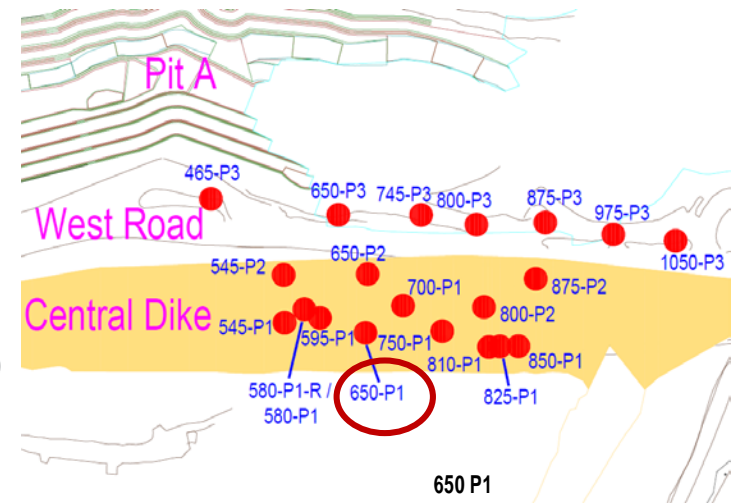 Pit A
465-P3
650-P3
745-P3
800-P3
875-P3
975-P3
1050-P3
West Road
545-P2
650-P2
875-P2
700-P1
800-P2
Central Dike
545-P1
595-P1
750-P1
810-P1
850-P1
580-P1-R /
580-P1
650-P1
825-P1
650 P1